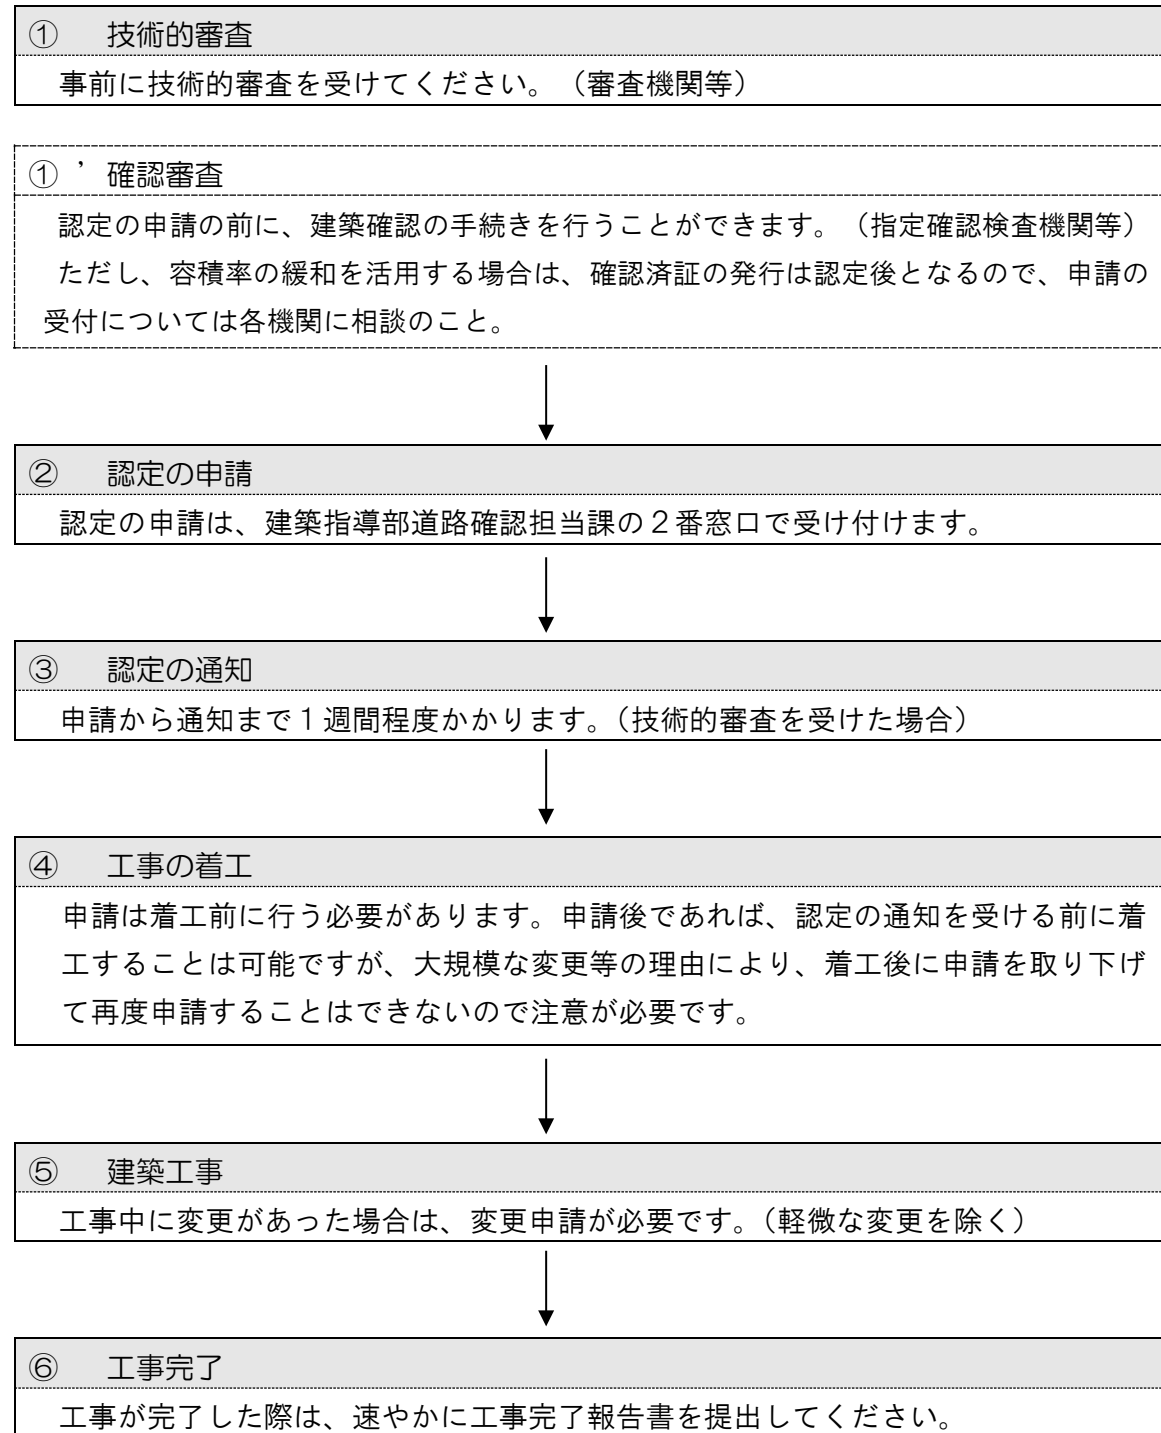 ① 技術的審査
事前に技術的審査を受けてください。(審査機関等)
①’確認審査
認定の申請の前に、建築確認の手続きを行うことができます。(指定確認検査機関等)
ただし、容積率の緩和を活用する場合は、確認済証の発行は認定後となるので、申請の
受付については各機関に相談のこと。
② 認定の申請
認定の申請は、建築指導部道路確認担当課の2番窓口で受け付けます。
③ 認定の通知
申請から通知まで1週間程度かかります。(技術的審査を受けた場合)
④ 工事の着工
申請は着工前に行う必要があります。申請後であれば、認定の通知を受ける前に着
工することは可能ですが、大規模な変更等の理由により、着工後に申請を取り下げ
て再度申請することはできないので注意が必要です。
⑤ 建築工事
工事中に変更があった場合は、変更申請が必要です。(軽微な変更を除く)
⑥ 工事完了
工事が完了した際は、速やかに工事完了報告書を提出してください。